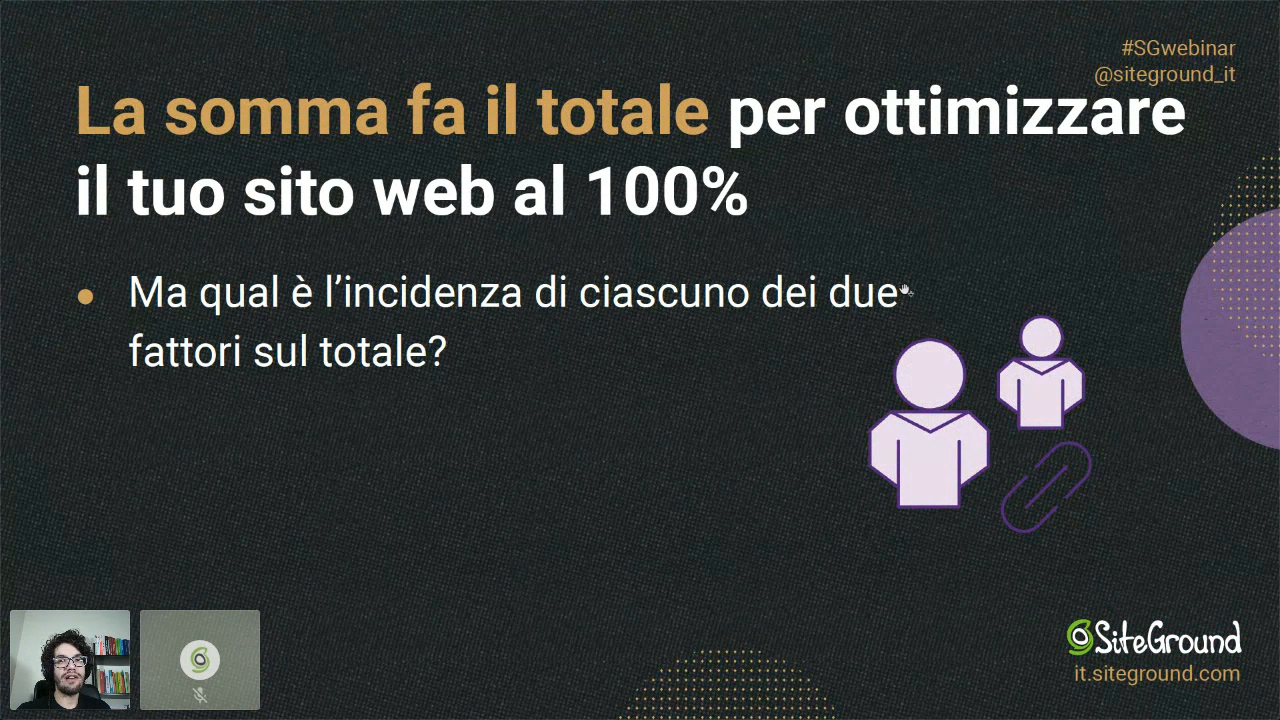 #SGwebinar
@siteground_it
La somma fa il totale per ottimizzare
il tuo sito web al 100%
Ma qual è l’incidenza di ciascuno dei due
fattori sul totale?
SiteGround
it.siteground.com